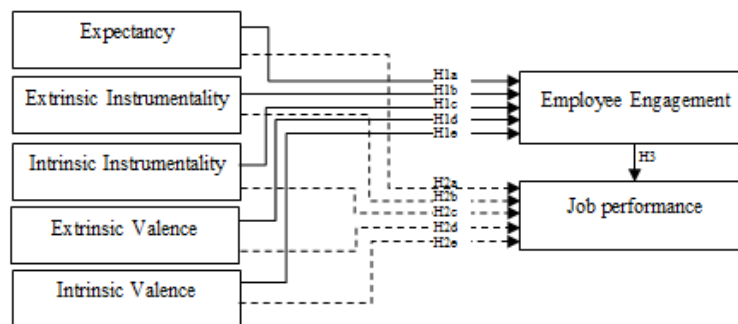 Expectancy
Extrinsic Instrumentality
Intrinsic Instrumentality
Extrinsic Valence
Intrinsic Valence
H1a
H1b
H1c
H1d
H1e
Employee Engagement
H3
H2a
H2b
H2c
H2d
H2e
Job performance